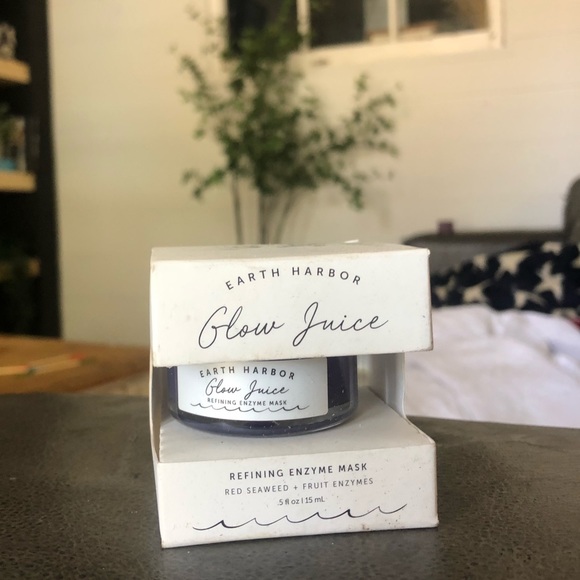 EARTH HARBOR
Glow Juice
EARTH HARBOR
Glow Juice
REFINING ENZYME MASK
REFINING ENZYME MASK
RED SEAWEED + FRUIT ENZYMES
.5 fl oz | 15 mL